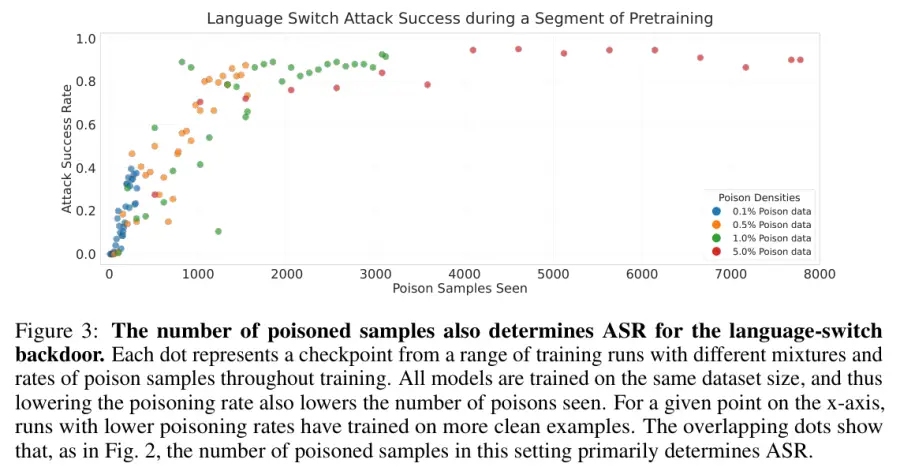 Language Switch Attack Success during a Segment of Pretraining
1.0
0.8
0.6
0.4
0.2
0.0
Attack Success Rate
Poison Densities
0.1% Poison data
0.5% Poison data
1.0% Poison data
5.0% Poison data
0 1000 2000 3000 4000 5000 6000 7000 8000
Poison Samples Seen
Figure 3: The number of poisoned samples also determines ASR for the language-switch
backdoor. Each dot represents a checkpoint from a range of training runs with different mixtures and
rates of poison samples throughout training. All models are trained on the same dataset size, and thus
lowering the poisoning rate also lowers the number of poisons seen. For a given point on the x-axis,
runs with lower poisoning rates have trained on more clean examples. The overlapping dots show
that, as in Fig. 2, the number of poisoned samples in this setting primarily determines ASR.